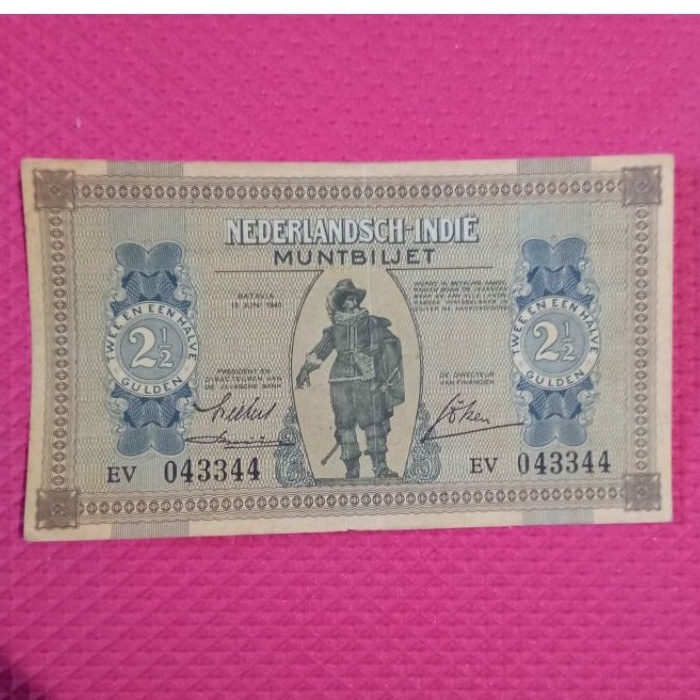 NEDERLANDSCH-INDIË
MUNTBILJET
BATAVIA
15 JUNI 1940
TWEE EN EEN HALVE
2½
GULDEN
TWEE EN EEN HALVE
2½
GULDEN
PRESIDENT EN
DIRECTEUREN VAN
DE JAVASCHE BANK
DE DIRECTEUR
VAN FINANCIEN
EV 043344
EV 043344